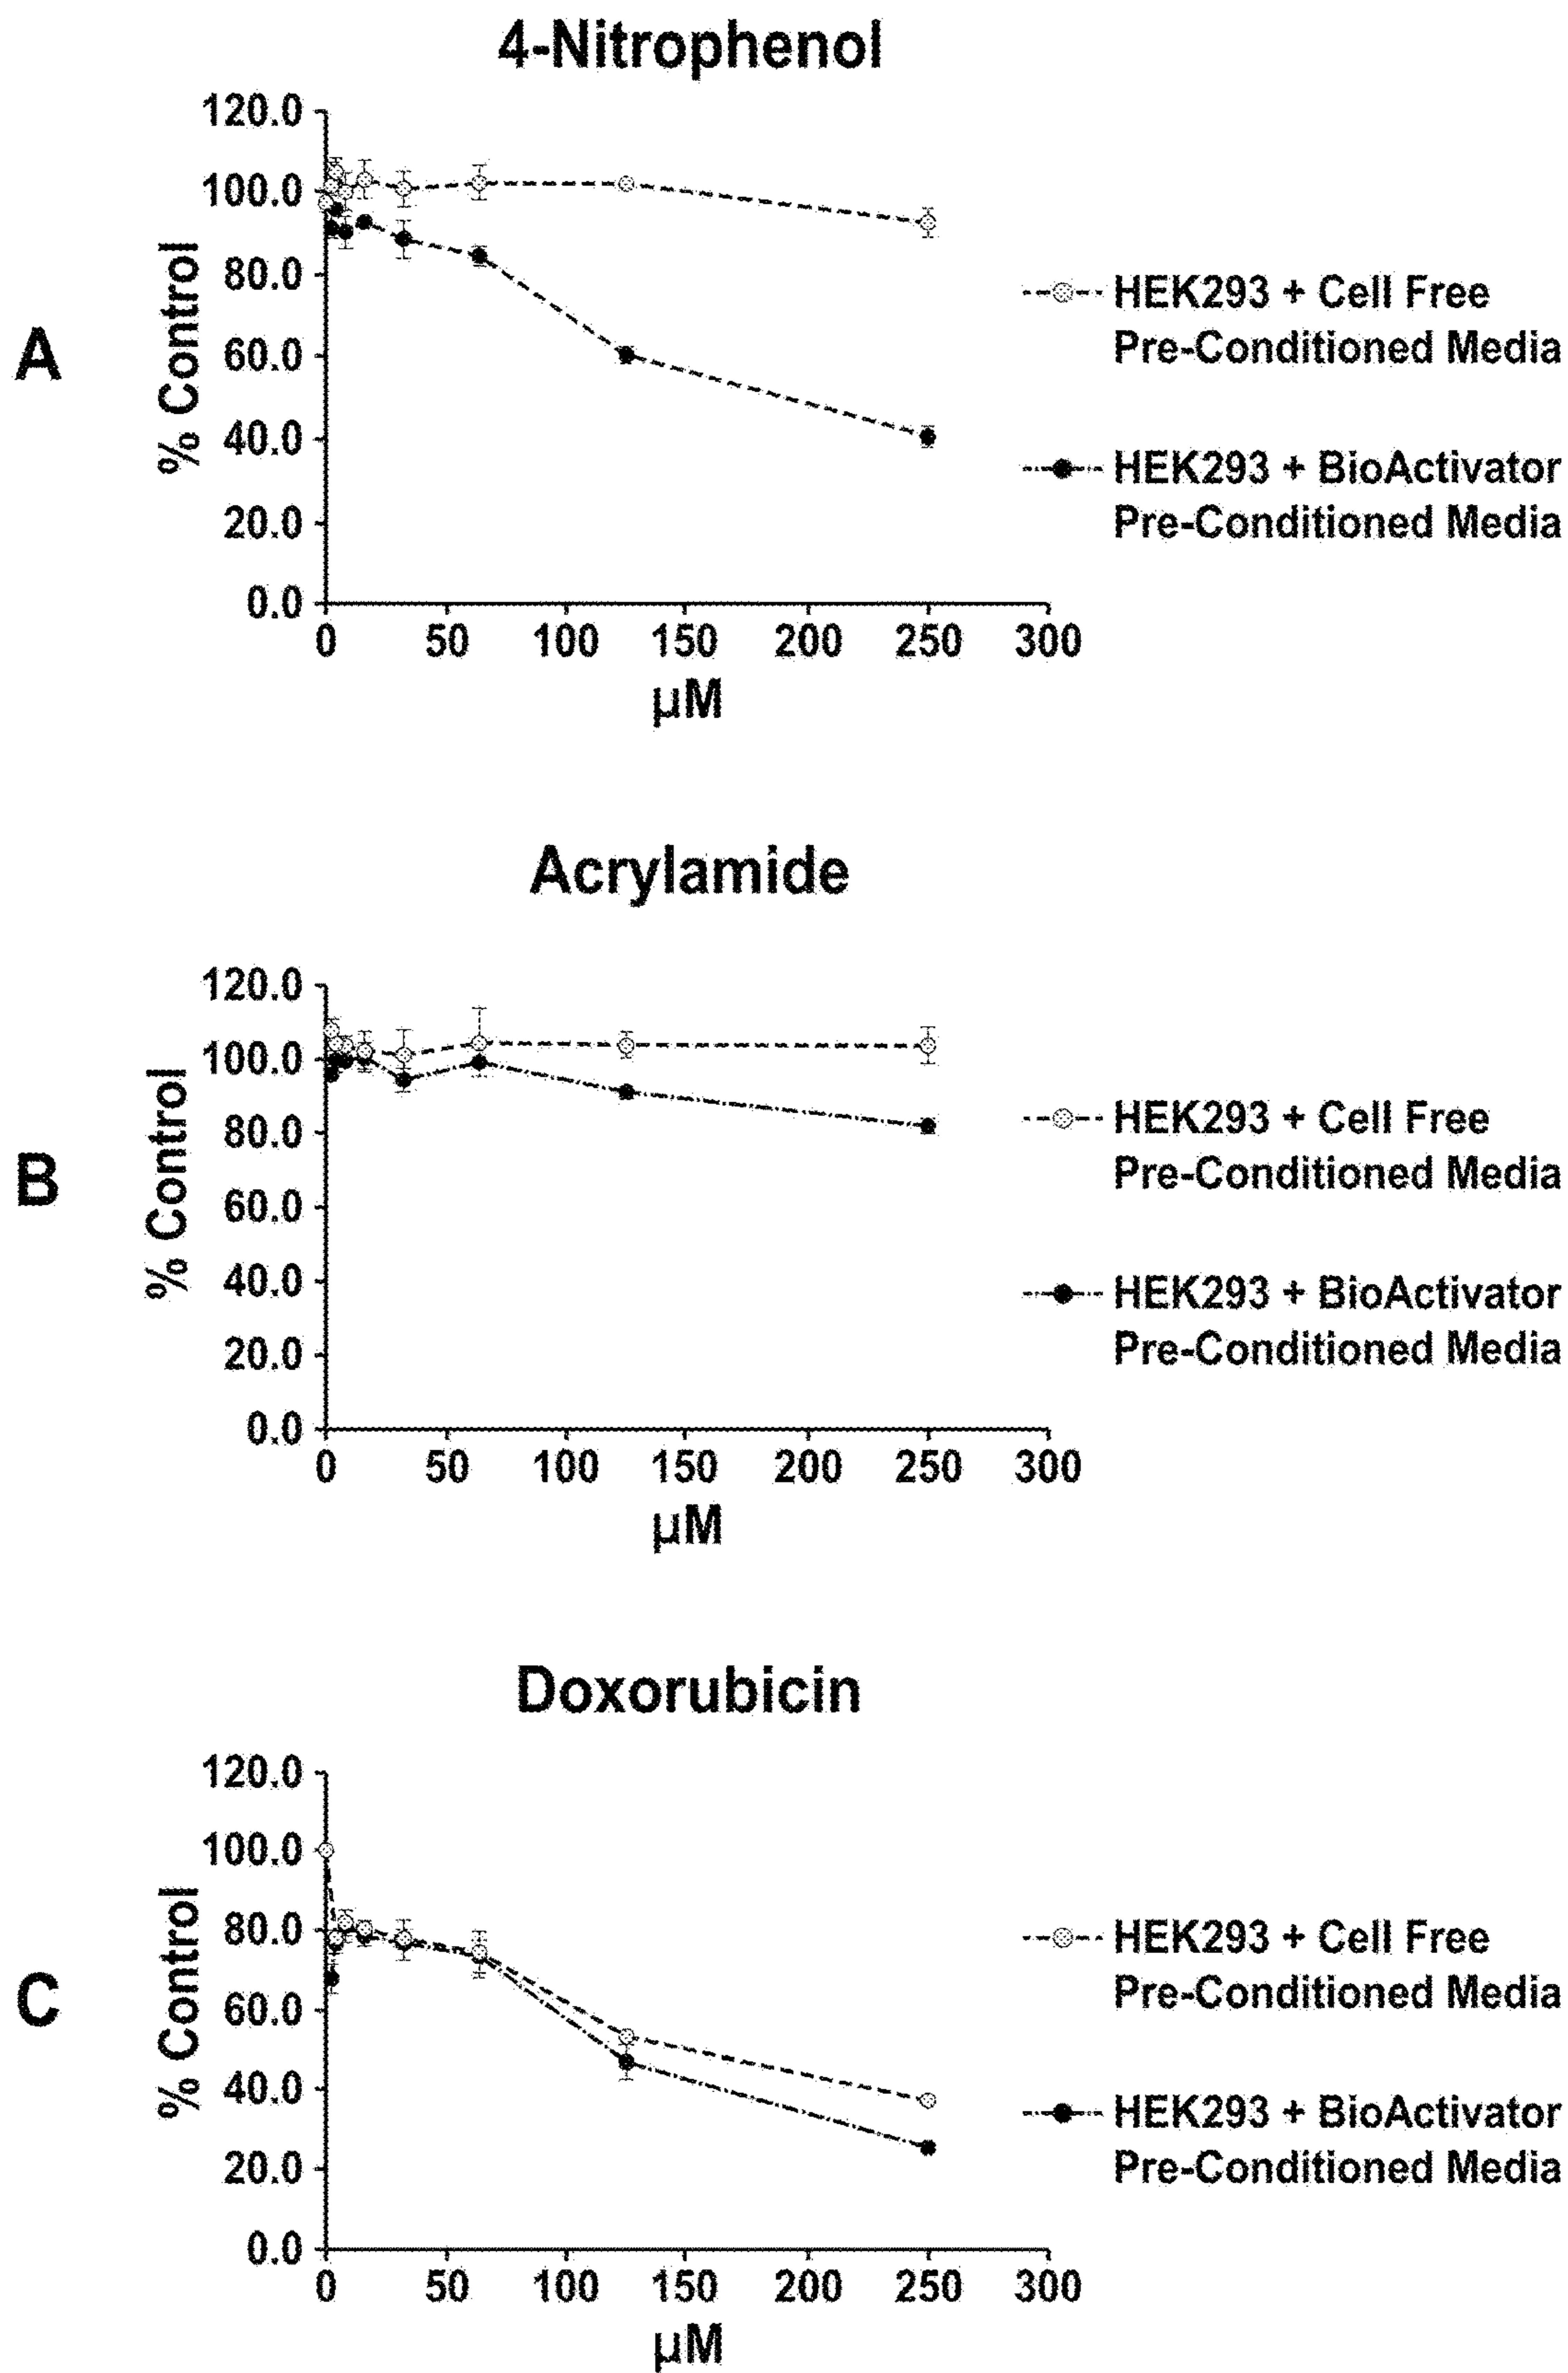 4-Nitrophenol
A
% Control
120.0
100.0
80.0
60.0
40.0
20.0
0.0
0 50 100 150 200 250 300
µM
HEK293 + Cell Free
Pre-Conditioned Media
HEK293 + BioActivator
Pre-Conditioned Media
Acrylamide
B
% Control
120.0
100.0
80.0
60.0
40.0
20.0
0.0
0 50 100 150 200 250 300
µM
HEK293 + Cell Free
Pre-Conditioned Media
HEK293 + BioActivator
Pre-Conditioned Media
Doxorubicin
C
% Control
120.0
100.0
80.0
60.0
40.0
20.0
0.0
0 50 100 150 200 250 300
µM
HEK293 + Cell Free
Pre-Conditioned Media
HEK293 + BioActivator
Pre-Conditioned Media